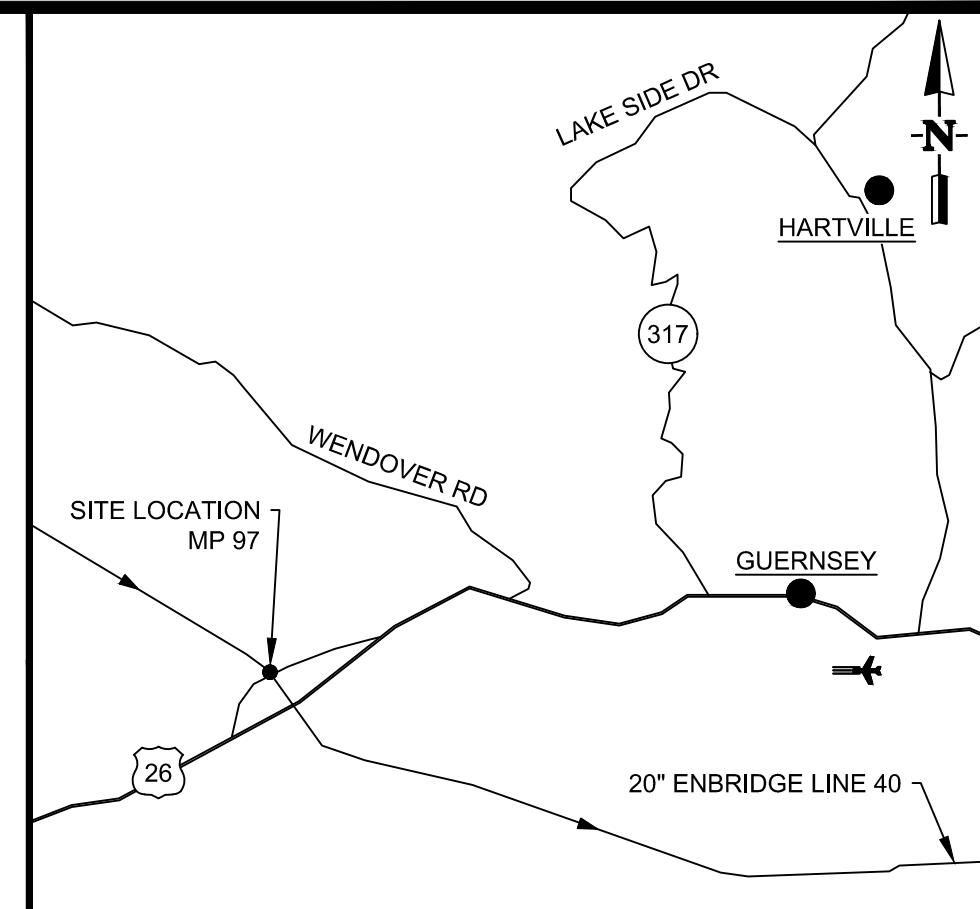 LAKE SIDE DR
N
HARTVILLE
317
WENDOVER RD
SITE LOCATION
MP 97
GUERNSEY
26
20" ENBRIDGE LINE 40